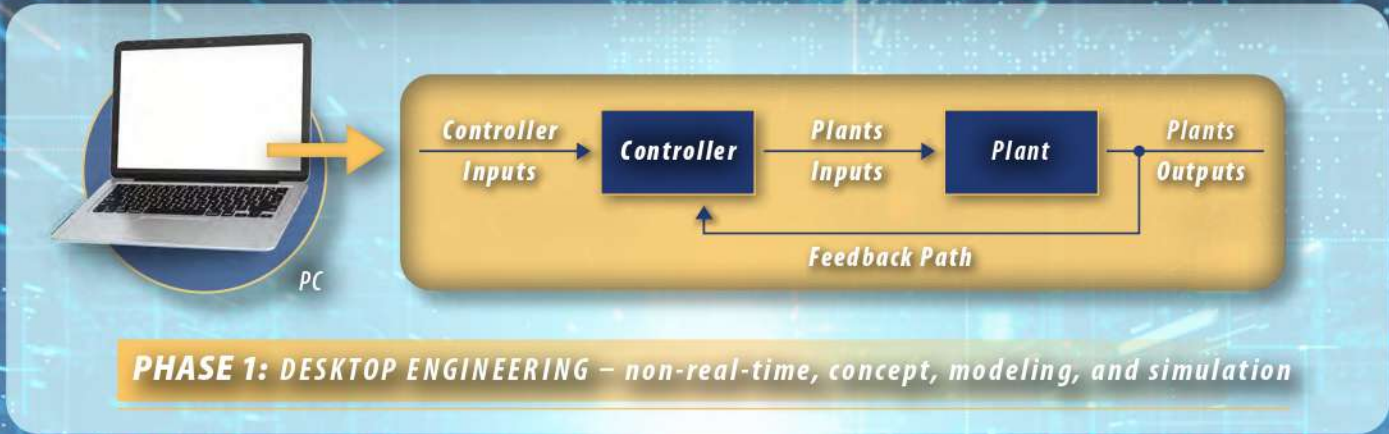 Controller
Inputs
Controller
Plants
Inputs
Plant
Plants
Outputs
Feedback Path
PC
PHASE 1: DESKTOP ENGINEERING – non-real-time, concept, modeling, and simulation